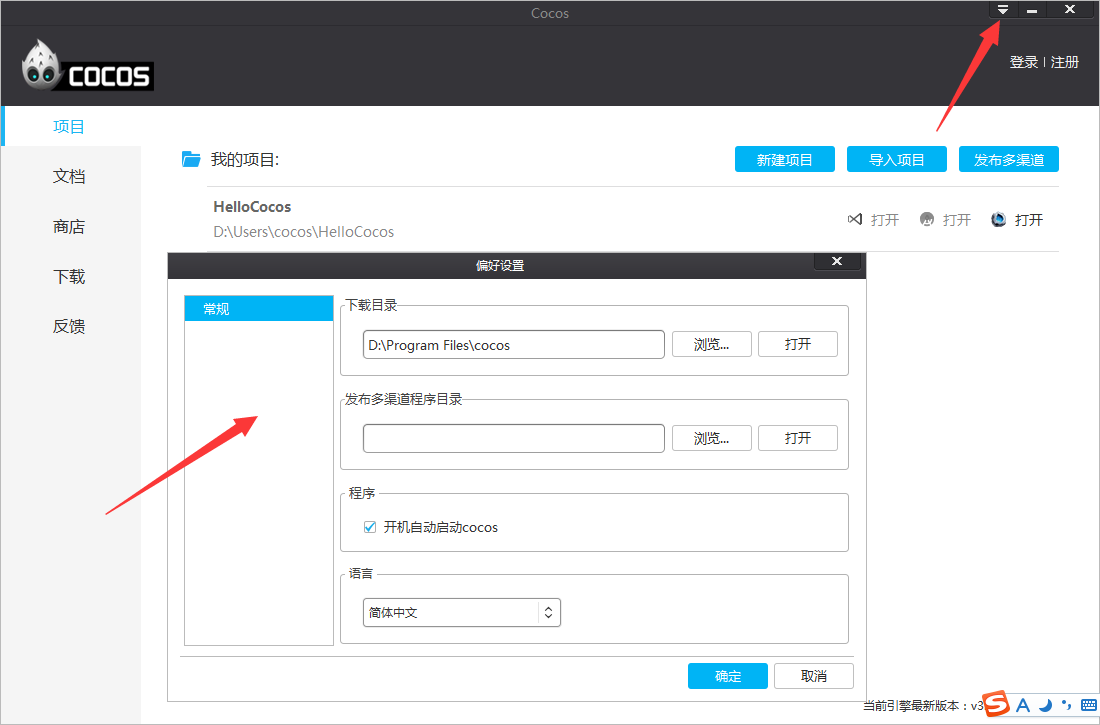 Cocos
COCOS
登录 | 注册
项目
文档
商店
下载
反馈
我的项目:
新建项目 导入项目 发布多渠道
HelloCocos
D:\Users\cocos\HelloCocos
打开 打开 打开
偏好设置
常规
下载目录
D:\Program Files\cocos
浏览... 打开
发布多渠道程序目录
浏览... 打开
程序
开机自动启动cocos
语言
简体中文
确定 取消
当前引擎最新版本：v3
S A